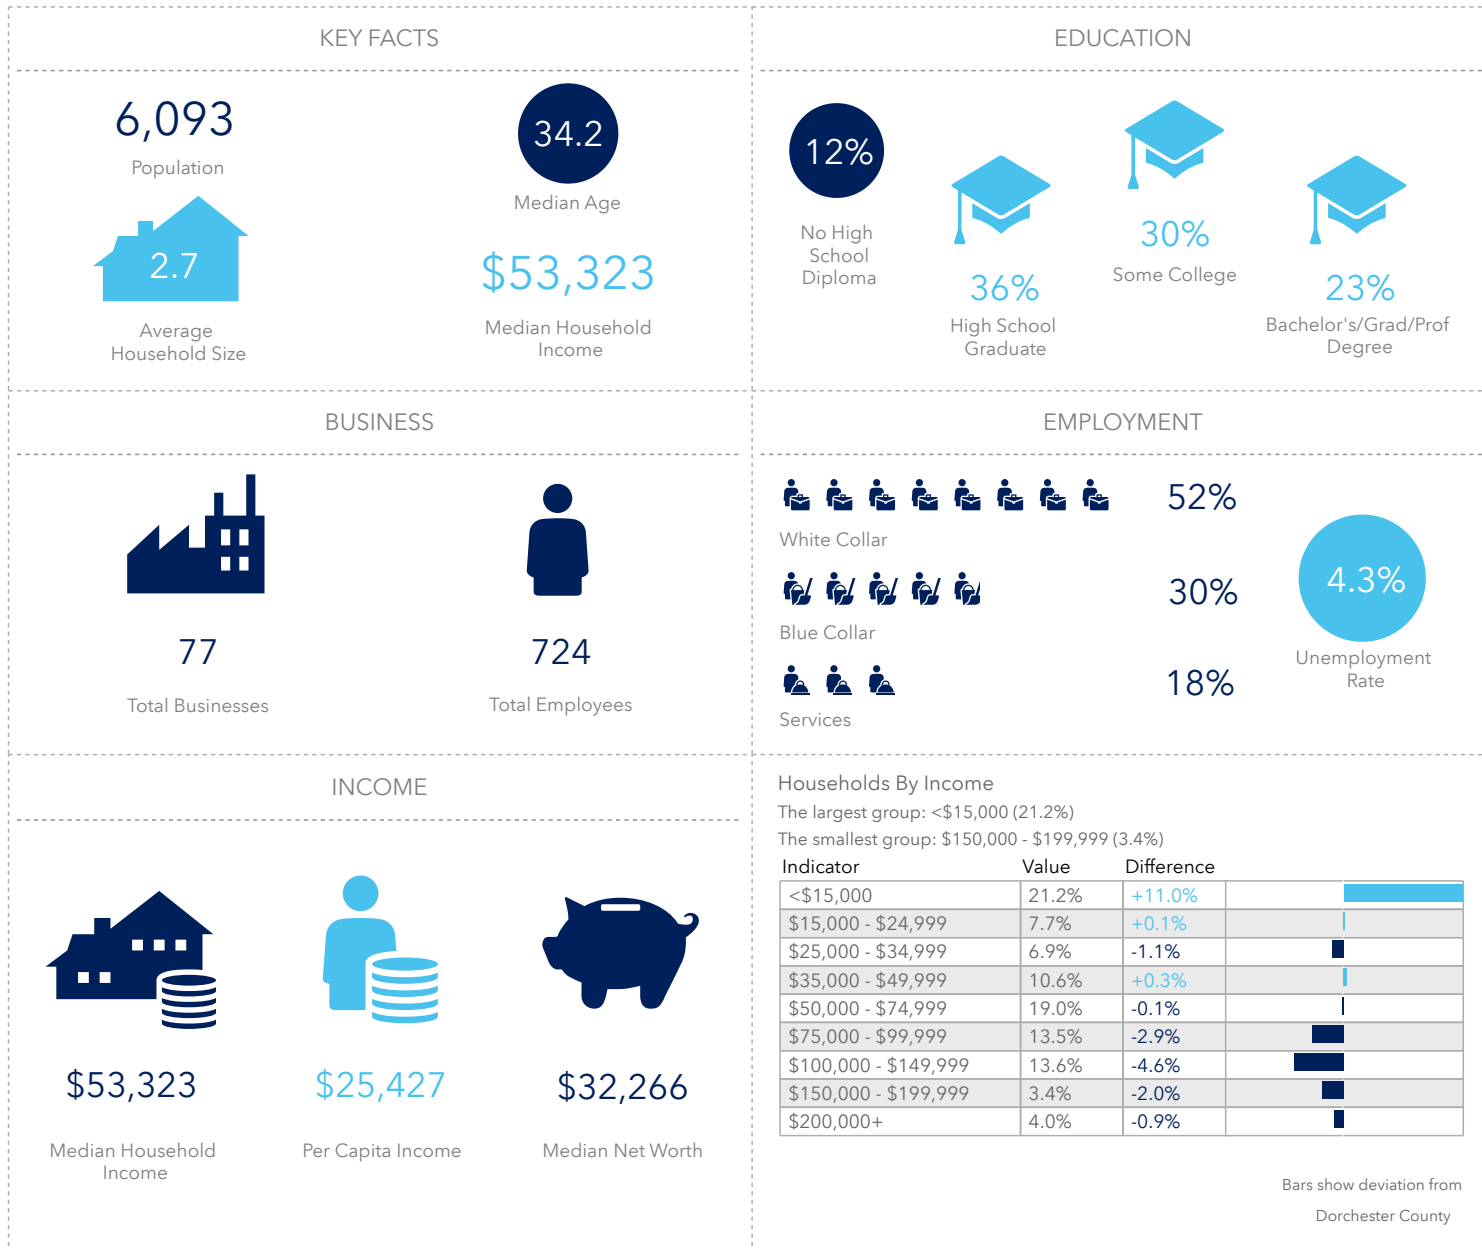 KEY FACTS
6,093
Population
34.2
Median Age
2.7
Average
Household Size
$53,323
Median Household
Income
EDUCATION
12%
No High
School
Diploma
36%
High School
Graduate
30%
Some College
23%
Bachelor's/Grad/Prof
Degree
BUSINESS
77
Total Businesses
724
Total Employees
EMPLOYMENT
52%
White Collar
30%
Blue Collar
18%
Services
4.3%
Unemployment
Rate
INCOME
$53,323
Median Household
Income
$25,427
Per Capita Income
$32,266
Median Net Worth
Households By Income
The largest group: <$15,000 (21.2%)
The smallest group: $150,000 - $199,999 (3.4%)
Indicator Value Difference
<$15,000 21.2% +11.0%
$15,000 - $24,999 7.7% +0.1%
$25,000 - $34,999 6.9% -1.1%
$35,000 - $49,999 10.6% +0.3%
$50,000 - $74,999 19.0% -0.1%
$75,000 - $99,999 13.5% -2.9%
$100,000 - $149,999 13.6% -4.6%
$150,000 - $199,999 3.4% -2.0%
$200,000+ 4.0% -0.9%
Bars show deviation from
Dorchester County